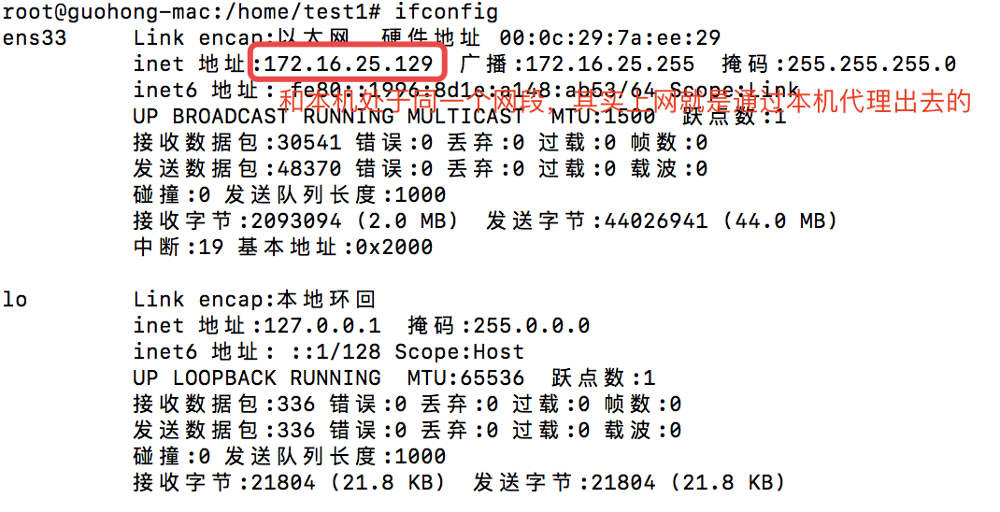 root@guohong-mac:/home/test1# ifconfig
ens33 Link encap:以太网 硬件地址 00:0c:29:7a:ee:29
inet 地址:172.16.25.129 广播:172.16.25.255 掩码:255.255.255.0
inet6 地址: fe80::1996:8d1s:a148:ab53/64 Scope:Link
和本机处于同一个网段，其实上网就是通过本机代理出去的
UP BROADCAST RUNNING MULTICAST MTU:1500 跃点数:1
接收数据包:30541 错误:0 丢弃:0 过载:0 帧数:0
发送数据包:48370 错误:0 丢弃:0 过载:0 载波:0
碰撞:0 发送队列长度:1000
接收字节:2093094 (2.0 MB) 发送字节:44026941 (44.0 MB)
中断:19 基本地址:0x2000
lo Link encap:本地环回
inet 地址:127.0.0.1 掩码:255.0.0.0
inet6 地址: ::1/128 Scope:Host
UP LOOPBACK RUNNING MTU:65536 跃点数:1
接收数据包:336 错误:0 丢弃:0 过载:0 帧数:0
发送数据包:336 错误:0 丢弃:0 过载:0 载波:0
碰撞:0 发送队列长度:1000
接收字节:21804 (21.8 KB) 发送字节:21804 (21.8 KB)